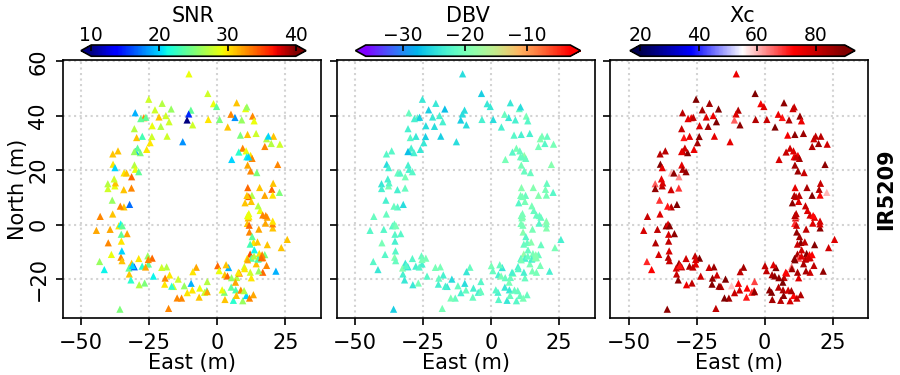 SNR DBV Xc
10 20 30 40 −30 −20 −10 20 40 60 80
60
40
20
0
−20
North (m)
IR5209
−50 −25 0 25 −50 −25 0 25 −50 −25 0 25
East (m) East (m) East (m)